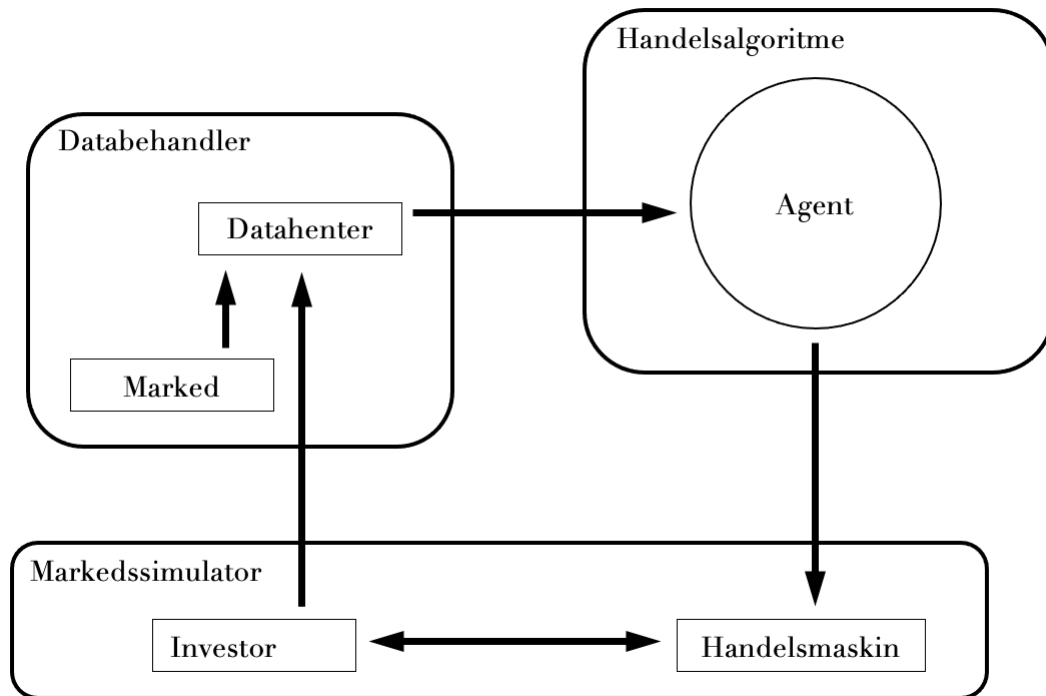 Handelsalgoritme
Databehandler
Agent
Datahenter
Marked
Markedssimulator
Investor
Handelsmaskin